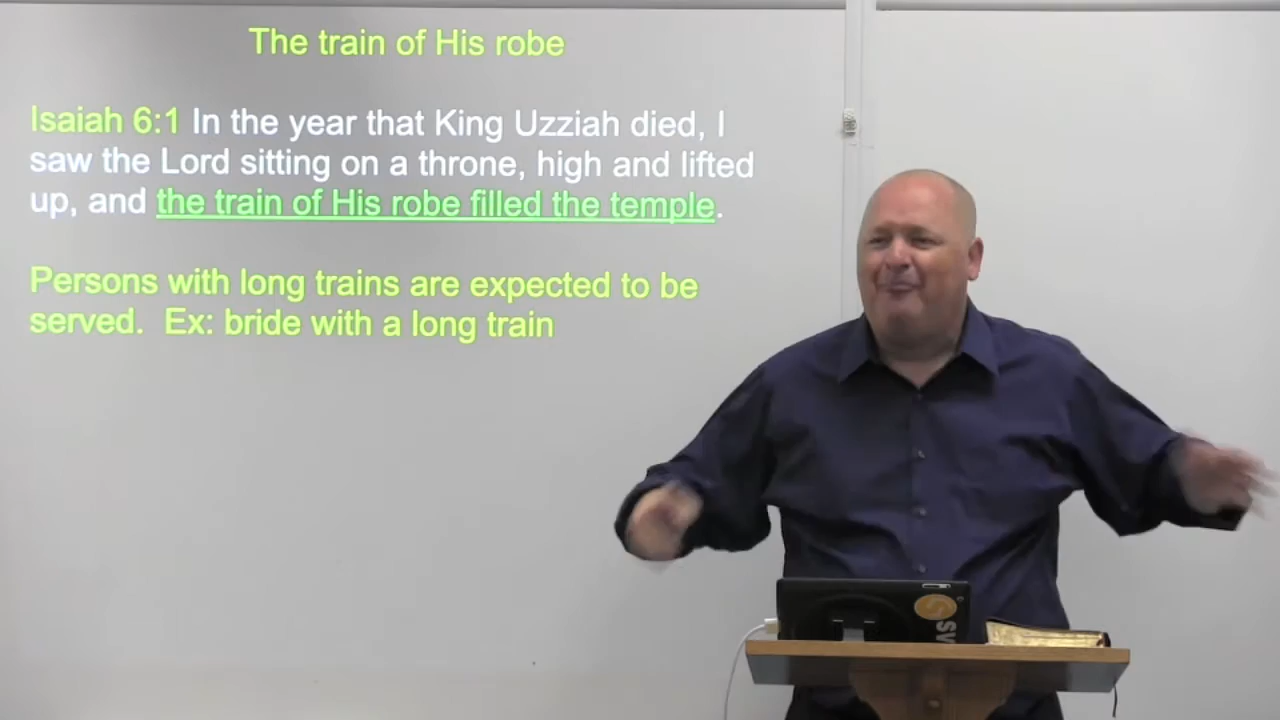 The train of His robe
Isaiah 6:1 In the year that King Uzziah died, I
saw the Lord sitting on a throne, high and lifted
up, and the train of His robe filled the temple.
Persons with long trains are expected to be
served.  Ex: bride with a long train
SV